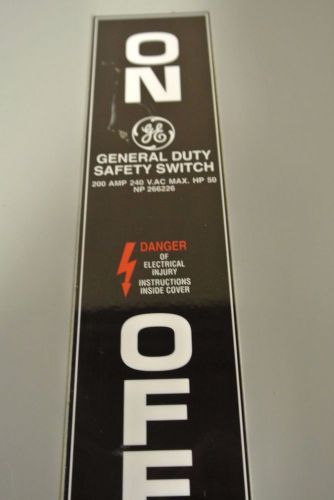 ON
GE
GENERAL DUTY
SAFETY SWITCH
200 AMP 240 V.AC MAX. HP 50
NP 266226
DANGER
OF
ELECTRICAL
INJURY
INSTRUCTIONS
INSIDE COVER
OFF